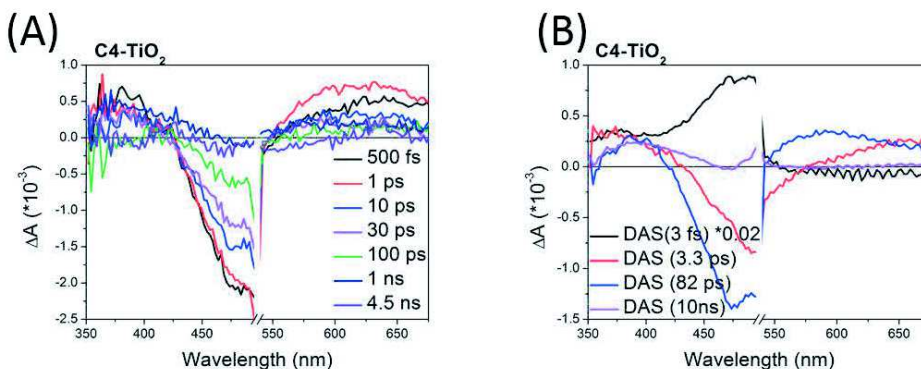 (A)
C4-TiO₂
ΔA (*10⁻³)
1.0
0.5
0.0
-0.5
-1.0
-1.5
-2.0
-2.5
500 fs
1 ps
10 ps
30 ps
100 ps
1 ns
4.5 ns
350 400 450 550 600 650
Wavelength (nm)
(B)
C4-TiO₂
ΔA (*10⁻³)
1.0
0.5
0.0
-0.5
-1.0
-1.5
DAS(3 fs) *0.02
DAS (3.3 ps)
DAS (82 ps)
DAS (10ns)
350 400 450 550 600 650
Wavelength (nm)